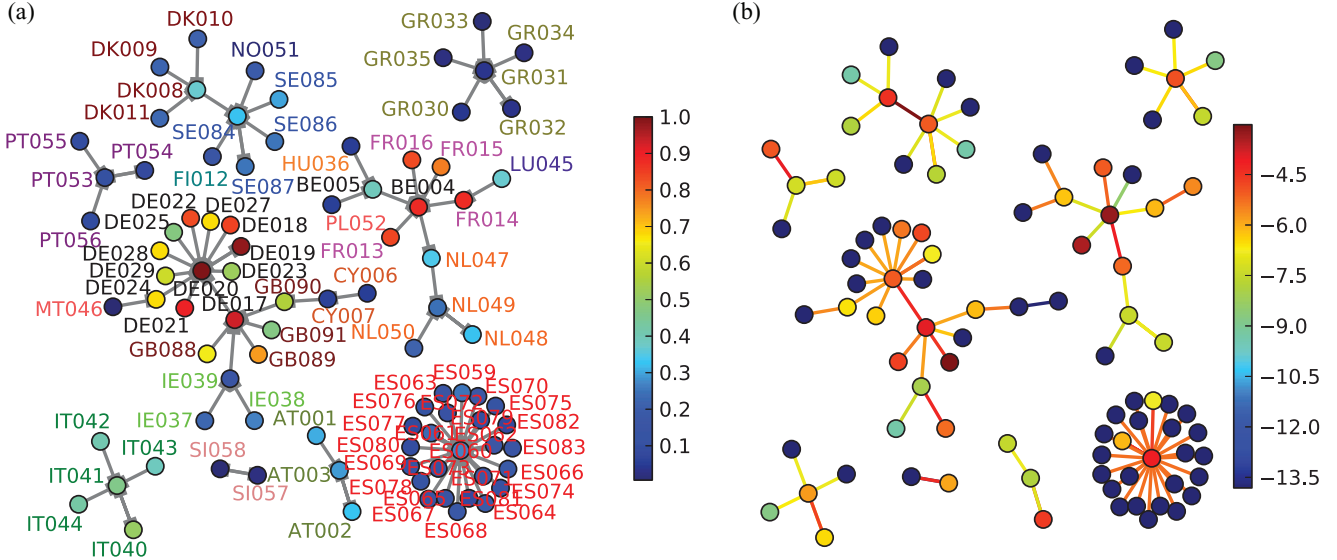 (a)
(b)
DK010
GR033
DK009
NO051
GR034
GR035
SE085
GR031
DK008
DK011
SE084
SE086
GR030
GR032
PT055
PT054
FR016
FR015
HU036
LU045
FI012
SE087
BE005
BE004
PT053
DE022
DE027
DE018
PL052
FR014
DE025
PT056
DE019
FR013
DE028
DE029
DE023
NL047
GB090
CY006
DE024
DE020
MT046
DE017
CY007
NL049
DE021
GB091
NL050
NL048
GB088
GB089
IE039
ES059
ES063
ES070
IE038
ES076
ES075
IE037
AT001
ES077
ES082
IT042
IT043
SI058
ES080
ES083
IT041
AT003
ES069
ES066
SI057
ES078
ES074
IT044
ES067
ES064
IT040
AT002
ES068
ES060
ES062
ES081
1.0
0.9
0.8
0.7
0.6
0.5
0.4
0.3
0.2
0.1
−4.5
−6.0
−7.5
−9.0
−10.5
−12.0
−13.5